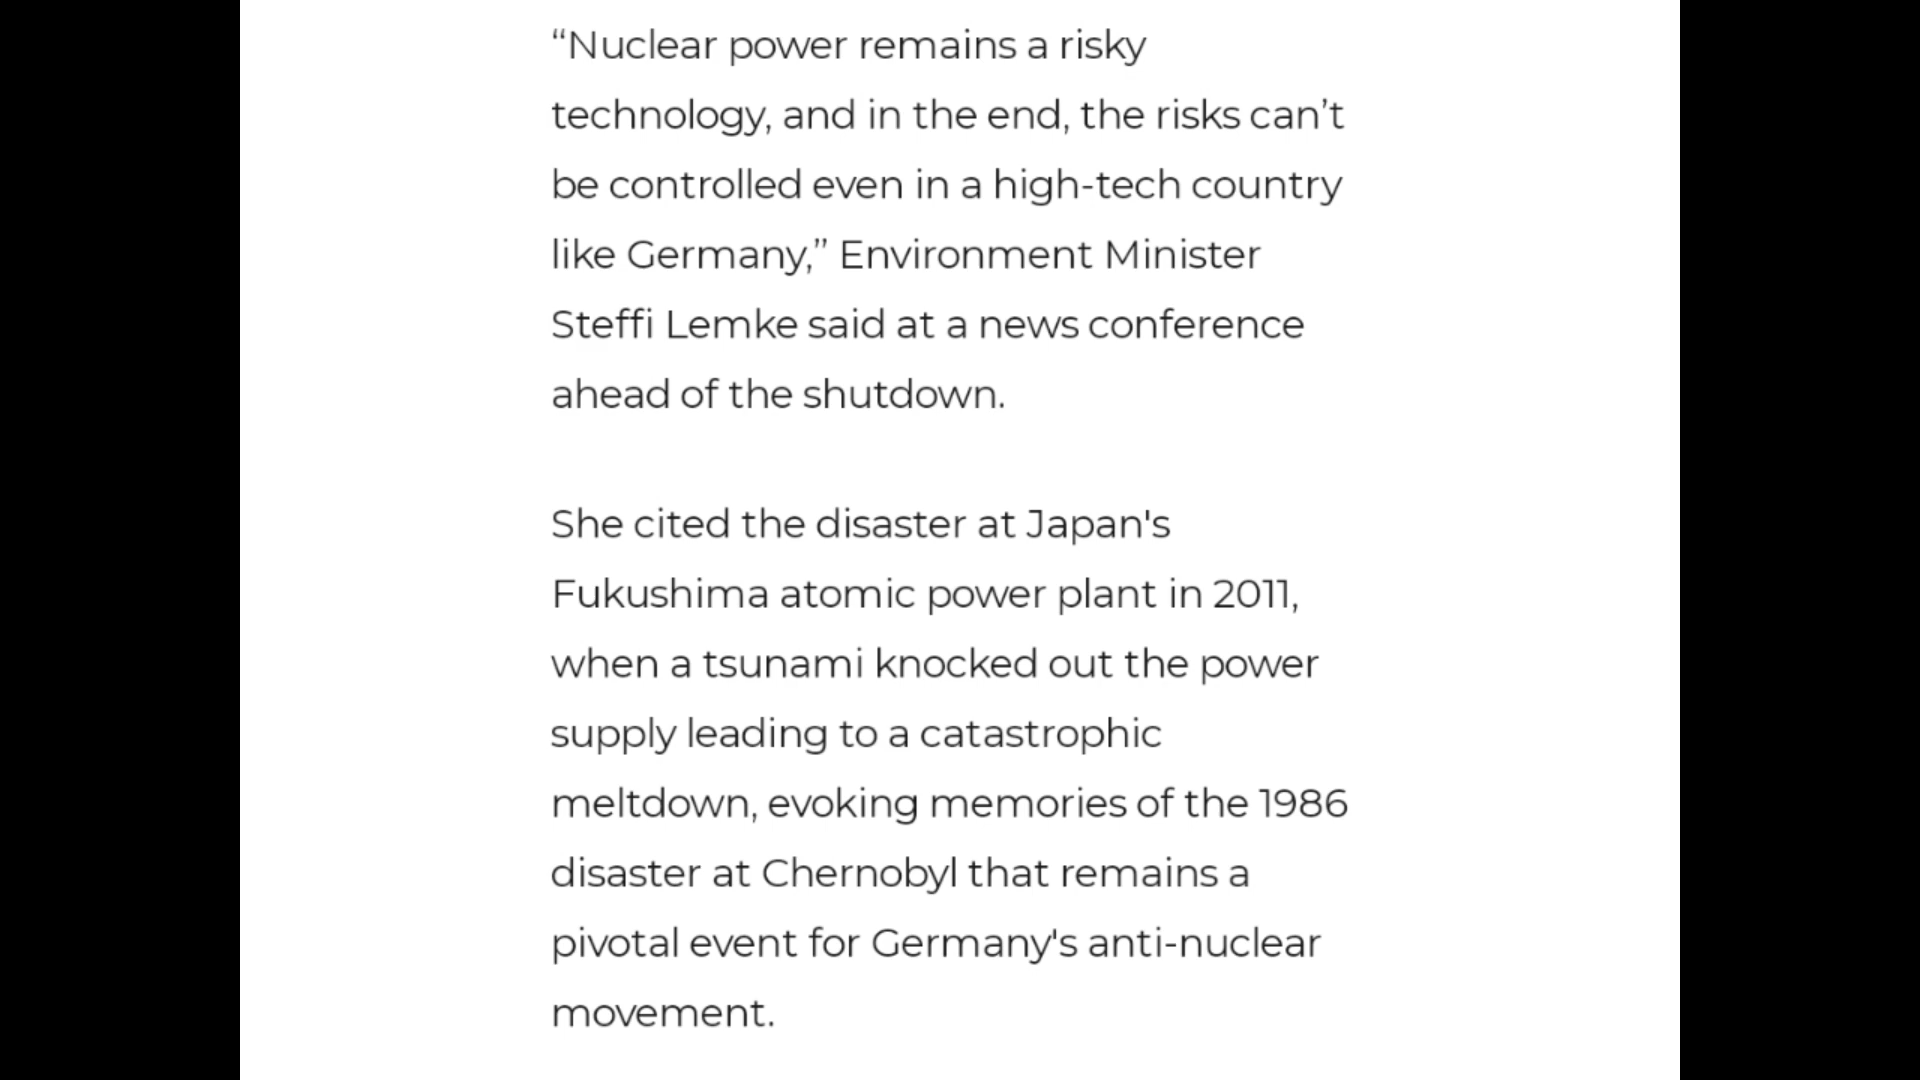 “Nuclear power remains a risky
technology, and in the end, the risks can’t
be controlled even in a high-tech country
like Germany,” Environment Minister
Steffi Lemke said at a news conference
ahead of the shutdown.
She cited the disaster at Japan's
Fukushima atomic power plant in 2011,
when a tsunami knocked out the power
supply leading to a catastrophic
meltdown, evoking memories of the 1986
disaster at Chernobyl that remains a
pivotal event for Germany's anti-nuclear
movement.